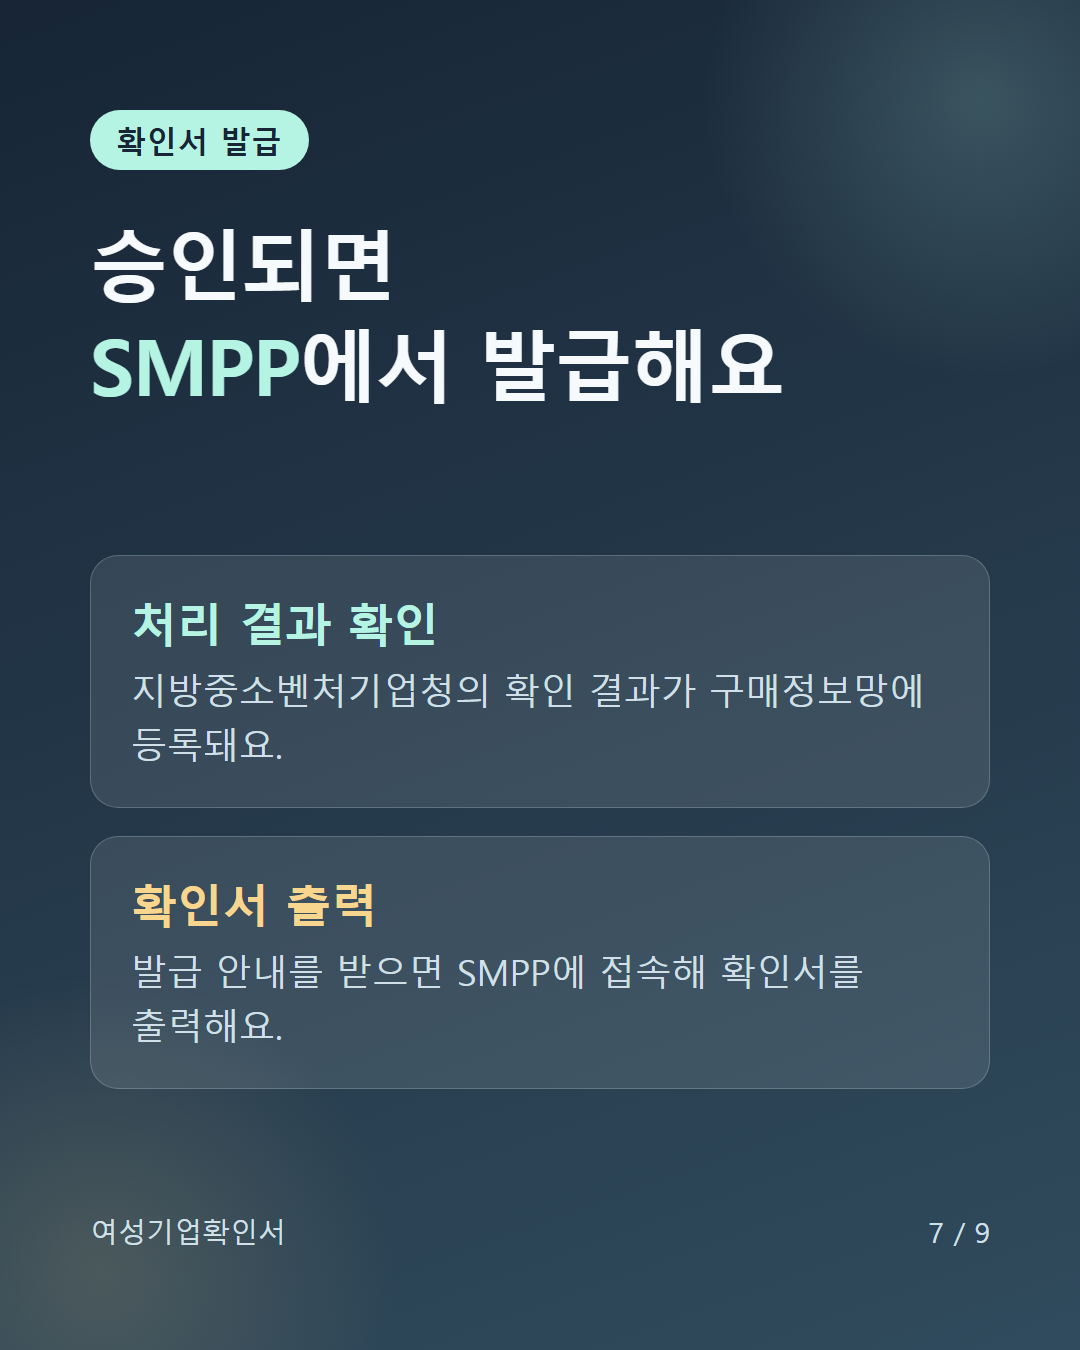 확인서 발급
승인되면
SMPP에서 발급해요
처리 결과 확인
지방중소벤처기업청의 확인 결과가 구매정보망에
등록돼요.
확인서 출력
발급 안내를 받으면 SMPP에 접속해 확인서를
출력해요.
여성기업확인서
7 / 9